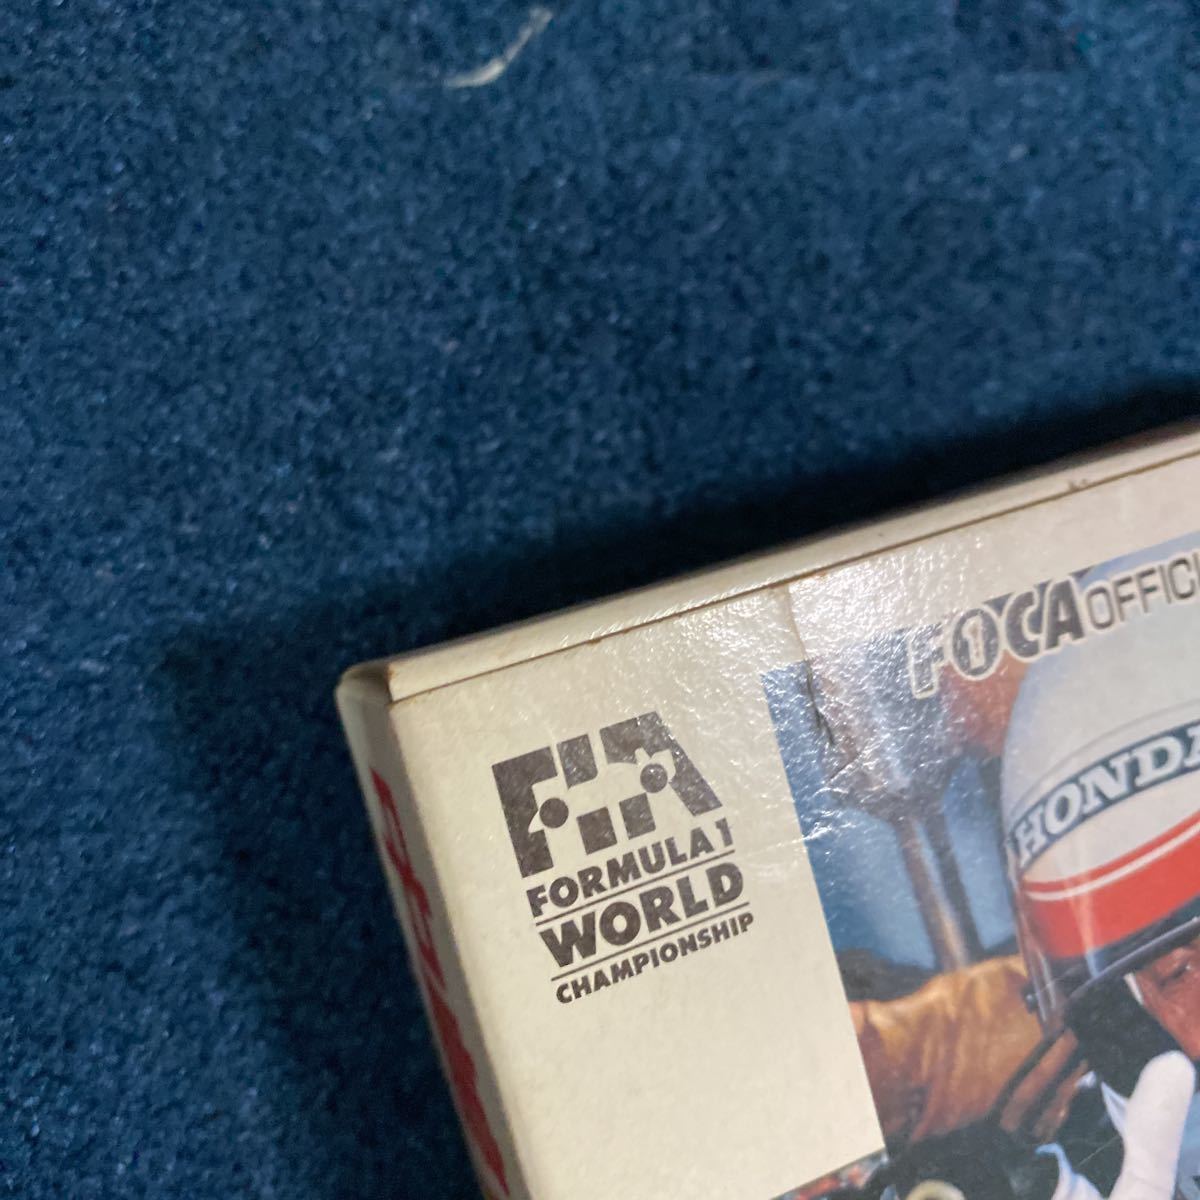 FOCA OFFICI
FIA
FORMULA 1
WORLD
CHAMPIONSHIP
HONDA